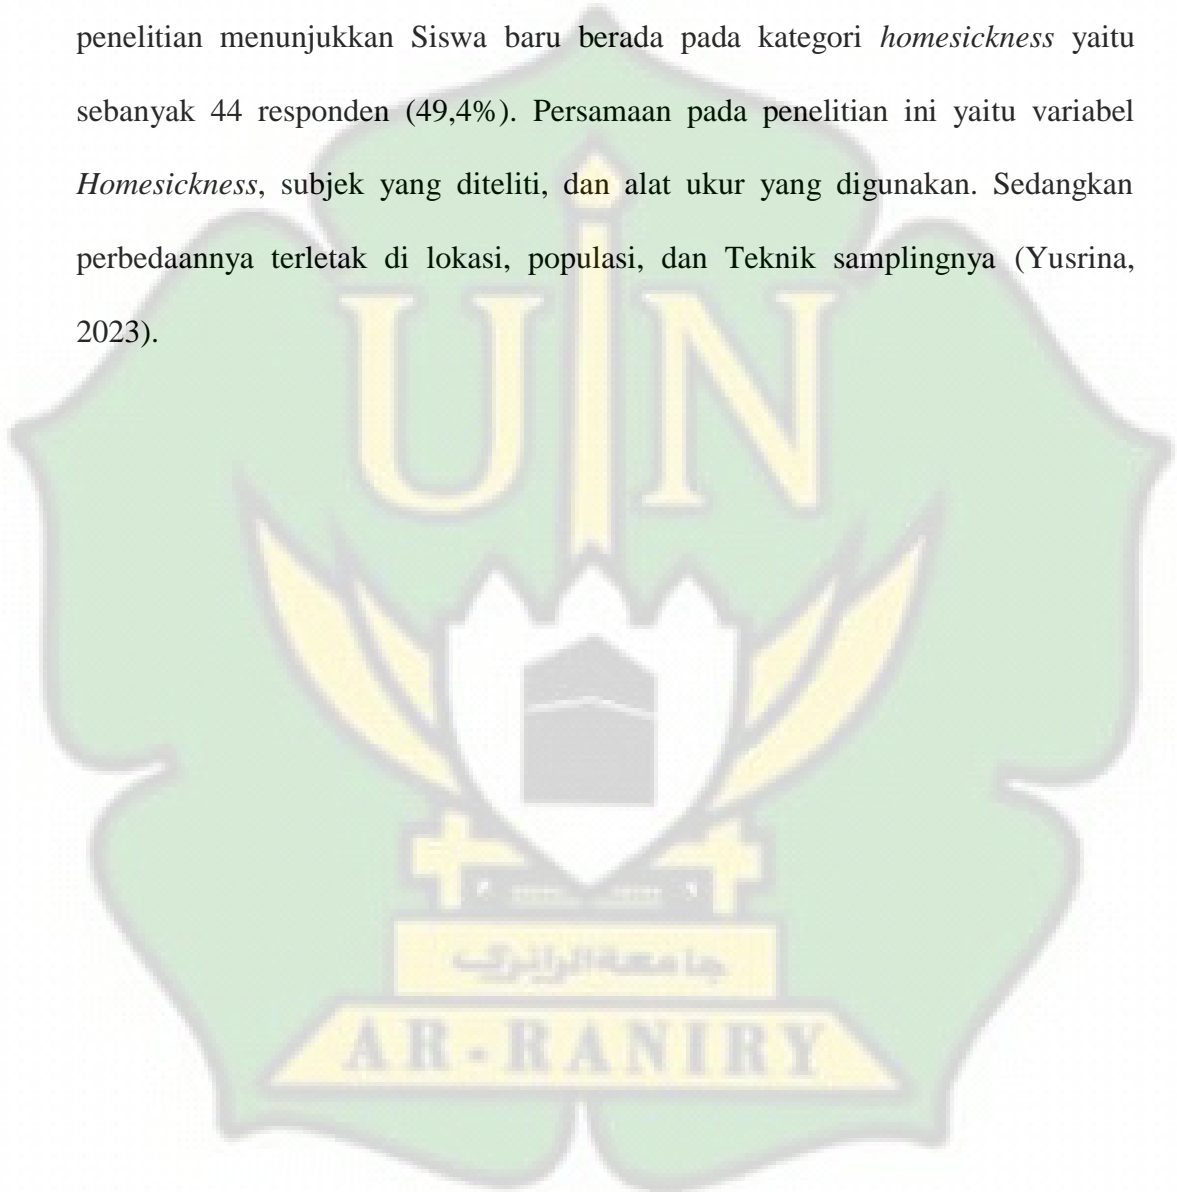 penelitian menunjukkan Siswa baru berada pada kategori homesickness yaitu
sebanyak 44 responden (49,4%). Persamaan pada penelitian ini yaitu variabel
Homesickness, subjek yang diteliti, dan alat ukur yang digunakan. Sedangkan
perbedaannya terletak di lokasi, populasi, dan Teknik samplingnya (Yusrina,
2023).
UIN
جامعة الرانري
AR-RANIRY